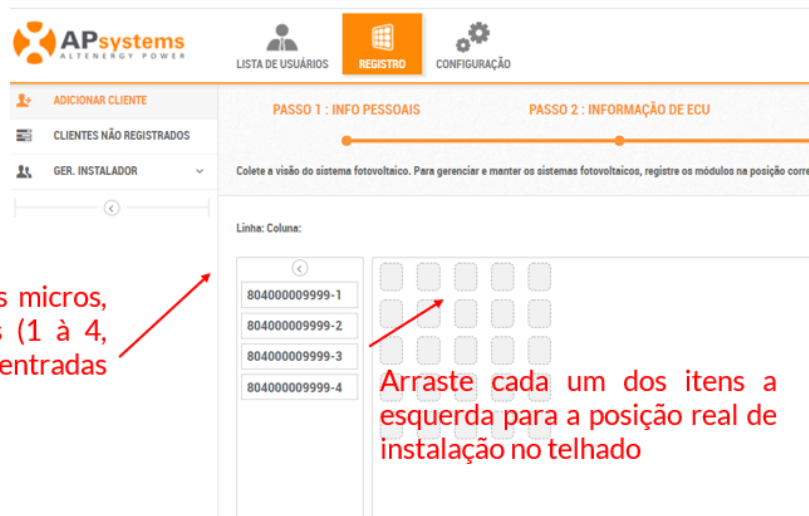 APsystems
ALTENERGY POWER
LISTA DE USUÁRIOS
REGISTRO
CONFIGURAÇÃO
ADICIONAR CLIENTE
CLIENTES NÃO REGISTRADOS
GER. INSTALADOR
PASSO 1 : INFO PESSOAIS
PASSO 2 : INFORMAÇÃO DE ECU
Colete a visão do sistema fotovoltaico. Para gerenciar e manter os sistemas fotovoltaicos, registre os módulos na posição corre
Linha: Coluna:
804000009999-1
804000009999-2
804000009999-3
804000009999-4
s micros,
s (1 à 4,
entradas
Arraste cada um dos itens a
esquerda para a posição real de
instalação no telhado